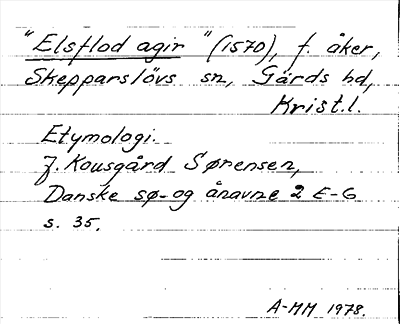 "Elsflod agir" (1570), f. åker,
Skepparslövs sn, Gärds hd,
Krist.l.
Etymologi.
J. Kousgård Sørensen,
Danske sø- og ånavne 2 E-G
s. 35.
A-MM 1978.